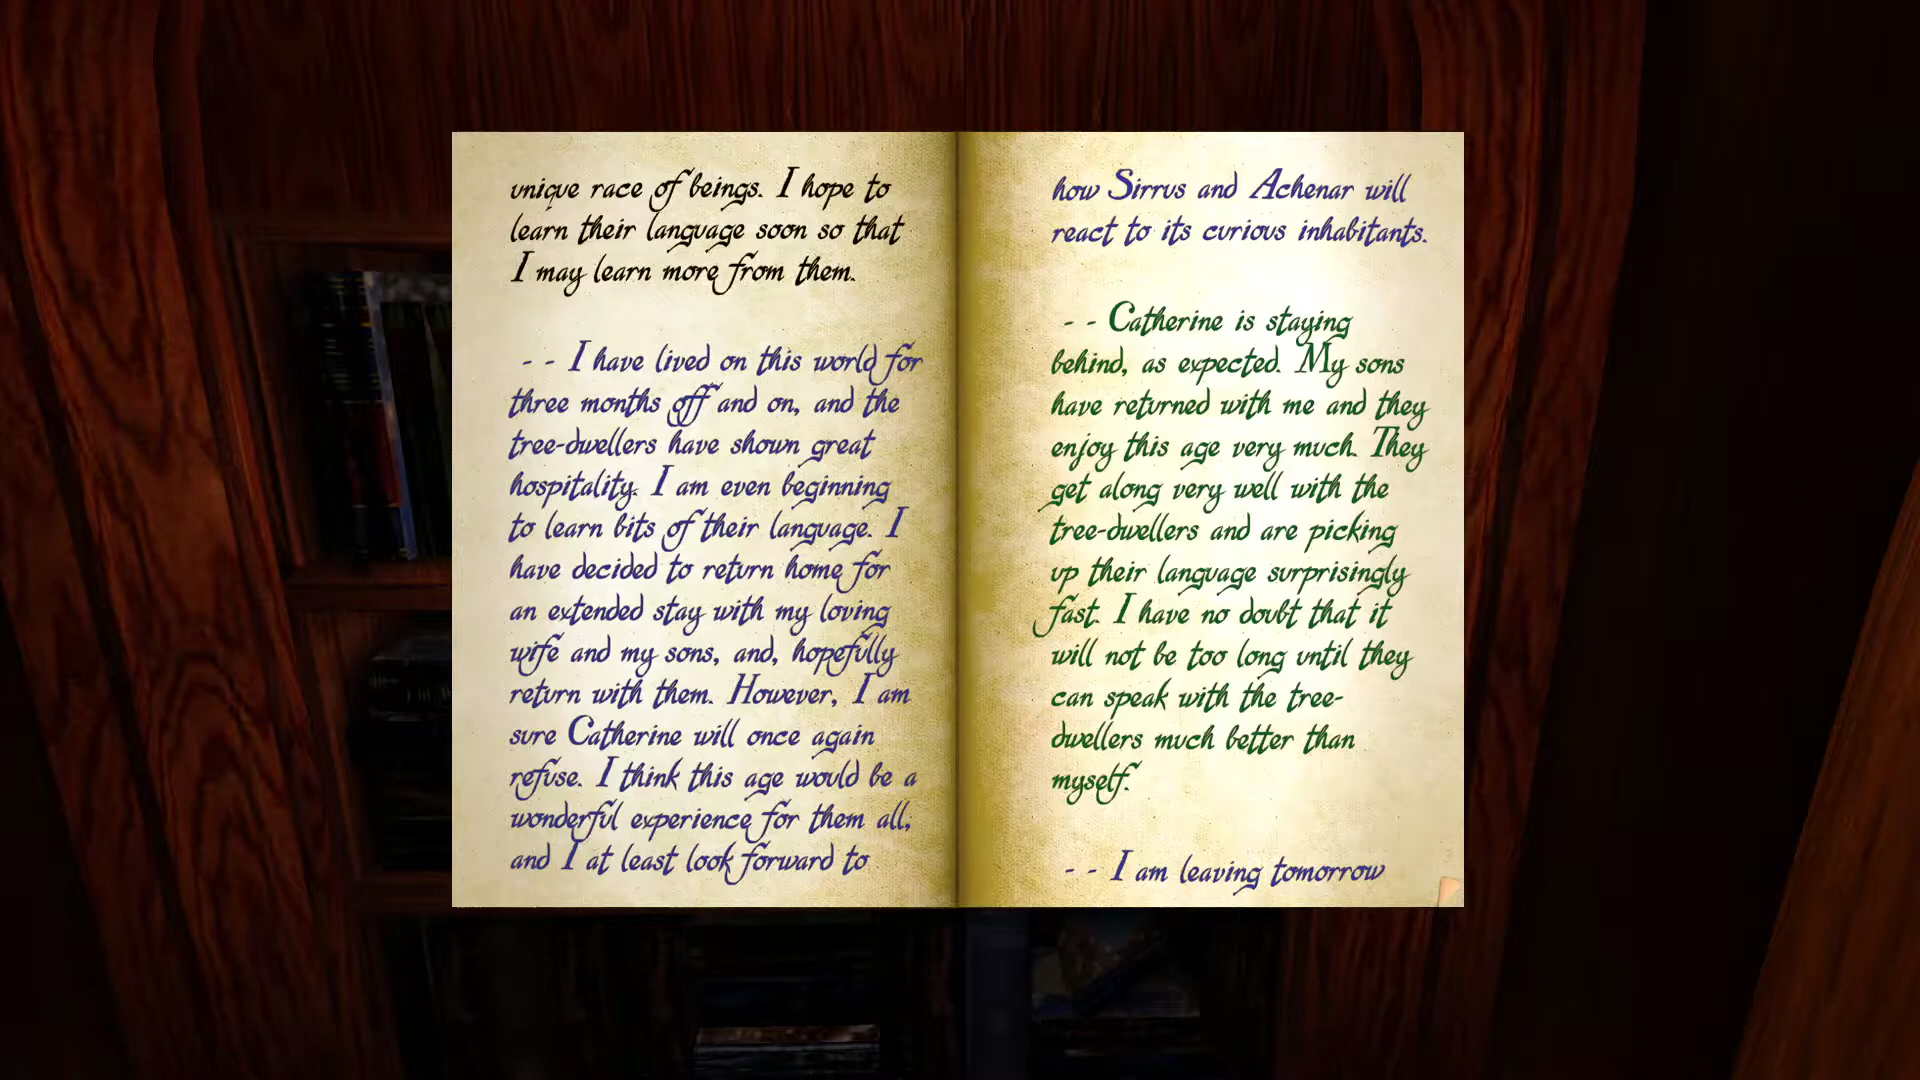 unique race of beings. I hope to
learn their language soon so that
I may learn more from them.
- - I have lived on this world for
three months off and on, and the
tree-dwellers have shown great
hospitality. I am even beginning
to learn bits of their language. I
have decided to return home for
an extended stay with my loving
wife and my sons, and, hopefully
return with them. However, I am
sure Catherine will once again
refuse. I think this age would be a
wonderful experience for them all,
and I at least look forward to
how Sirrus and Achenar will
react to its curious inhabitants.
- - Catherine is staying
behind, as expected. My sons
have returned with me and they
enjoy this age very much. They
get along very well with the
tree-dwellers and are picking
up their language surprisingly
fast. I have no doubt that it
will not be too long until they
can speak with the tree-
dwellers much better than
myself.
- - I am leaving tomorrow